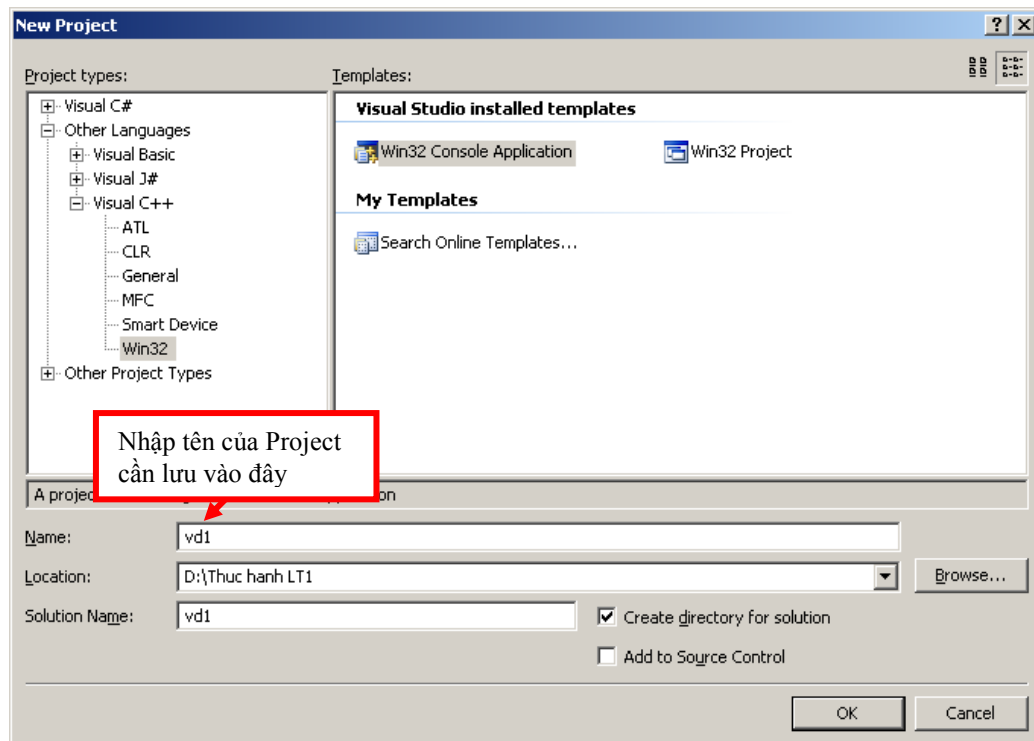 New Project
Project types:
Templates:
Visual C#
Other Languages
Visual Basic
Visual J#
Visual C++
ATL
CLR
General
MFC
Smart Device
Win32
Other Project Types
Visual Studio installed templates
Win32 Console Application
Win32 Project
My Templates
Search Online Templates...
Nhập tên của Project
cần lưu vào đây
A projec
on
Name:
vd1
Location:
D:\Thuc hanh LT1
Browse...
Solution Name:
vd1
Create directory for solution
Add to Source Control
OK
Cancel